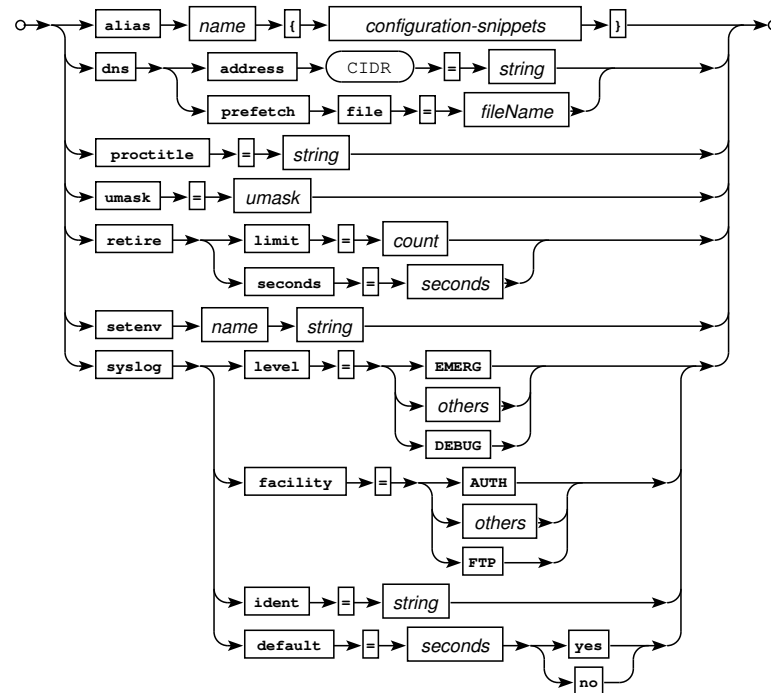 alias name { configuration-snippets }
dns address CIDR = string
prefetch file = fileName
proctitle = string
umask = umask
retire limit = count
seconds = seconds
setenv name string
syslog level = EMERG
others
DEBUG
facility = AUTH
others
FTP
ident = string
default = seconds yes
no